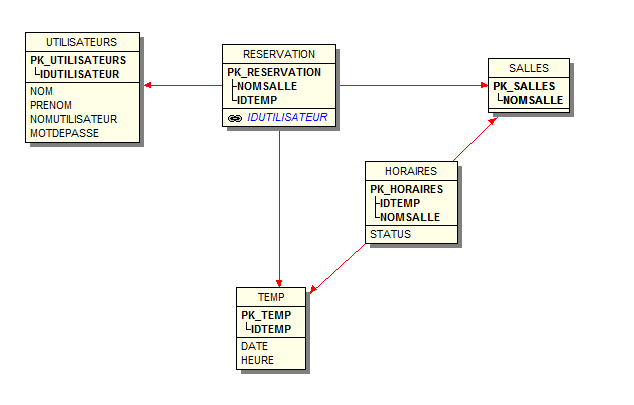 UTILISATEURS
PK_UTILISATEURS
IDUTILISATEUR
NOM
PRENOM
NOMUTILISATEUR
MOTDEPASSE
RESERVATION
PK_RESERVATION
NOMSALLE
IDTEMP
IDUTILISATEUR
SALLES
PK_SALLES
NOMSALLE
HORAIRES
PK_HORAIRES
IDTEMP
NOMSALLE
STATUS
TEMP
PK_TEMP
IDTEMP
DATE
HEURE